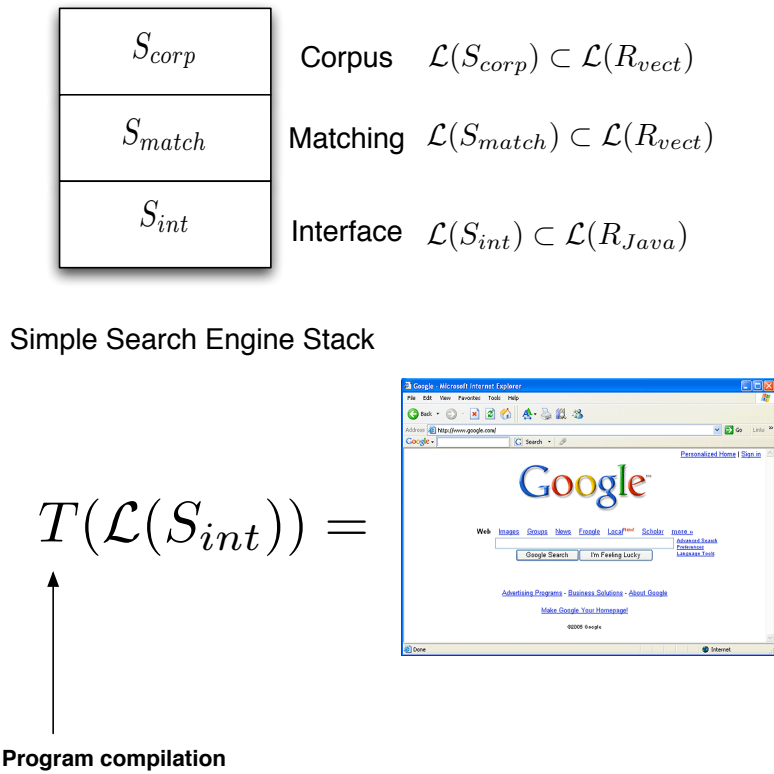 S_corp Corpus ℒ(S_corp) ⊂ ℒ(R_vect)
S_match Matching ℒ(S_match) ⊂ ℒ(R_vect)
S_int Interface ℒ(S_int) ⊂ ℒ(R_Java)
Simple Search Engine Stack
T(ℒ(S_int)) =
Google - Microsoft Internet Explorer
File Edit View Favorites Tools Help
Back
Address http://www.google.com/ Go Links »
Google Search
Personalized Home | Sign in
Google™
Web Images Groups News Froogle Local New! Scholar more »
Advanced Search
Preferences
Language Tools
Google Search I'm Feeling Lucky
Advertising Programs - Business Solutions - About Google
Make Google Your Homepage!
©2005 Google
Done Internet
Program compilation